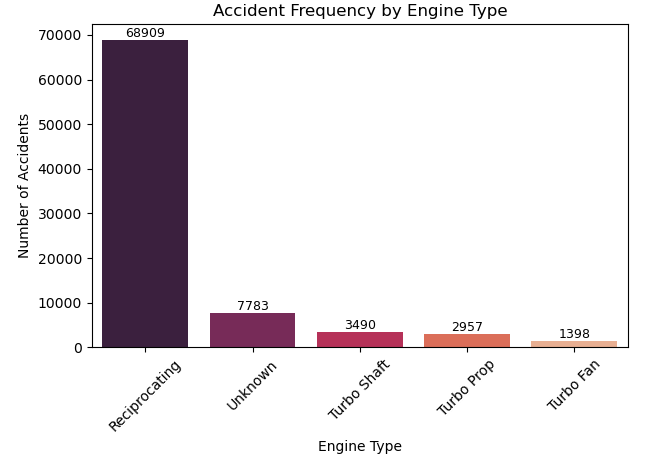 Accident Frequency by Engine Type
70000
60000
50000
40000
30000
20000
10000
0
Number of Accidents
68909
7783
3490
2957
1398
Reciprocating
Unknown
Turbo Shaft
Turbo Prop
Turbo Fan
Engine Type